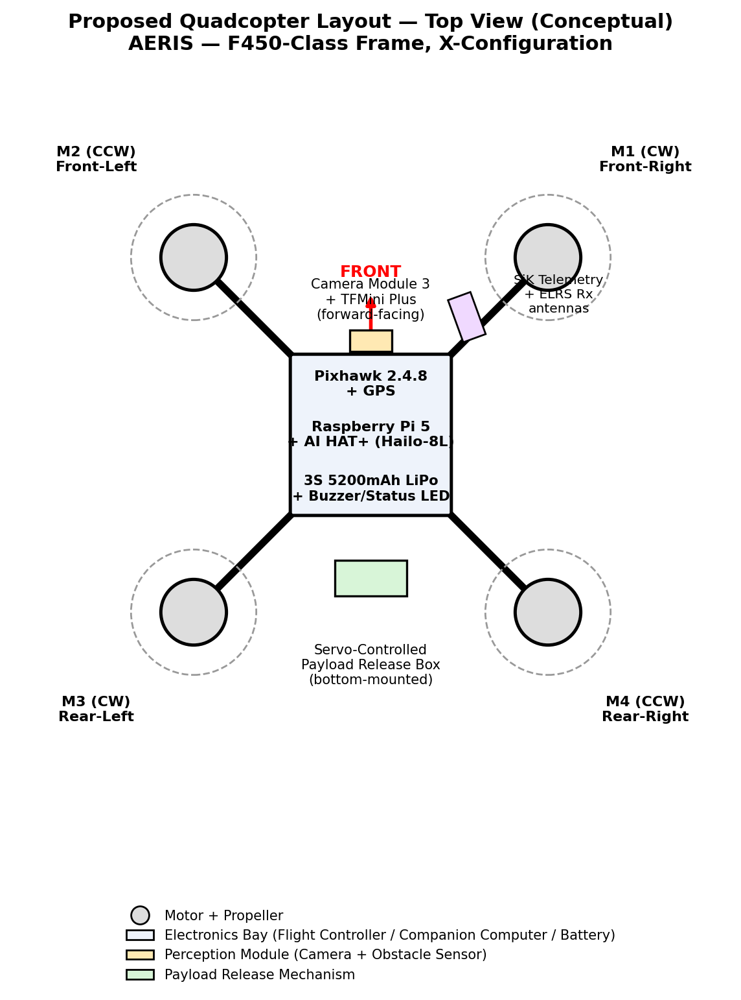 Proposed Quadcopter Layout — Top View (Conceptual)
AERIS — F450-Class Frame, X-Configuration
M2 (CCW)
Front-Left
M1 (CW)
Front-Right
FRONT
Camera Module 3
+ TFMini Plus
(forward-facing)
SiK Telemetry
+ ELRS Rx
antennas
Pixhawk 2.4.8
+ GPS
Raspberry Pi 5
+ AI HAT+ (Hailo-8L)
3S 5200mAh LiPo
+ Buzzer/Status LED
Servo-Controlled
Payload Release Box
(bottom-mounted)
M3 (CW)
Rear-Left
M4 (CCW)
Rear-Right
Motor + Propeller
Electronics Bay (Flight Controller / Companion Computer / Battery)
Perception Module (Camera + Obstacle Sensor)
Payload Release Mechanism